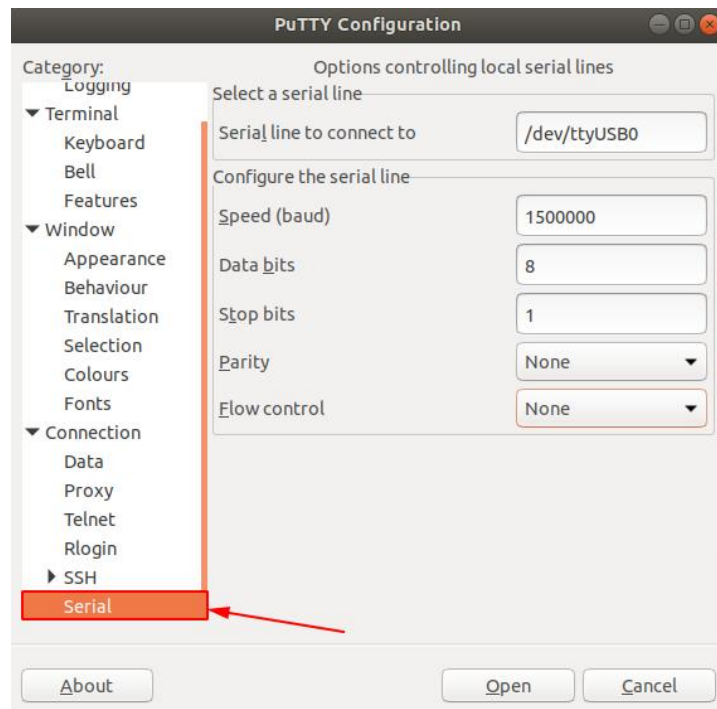 PuTTY Configuration
Category:
Options controlling local serial lines
Logging
Terminal
Keyboard
Bell
Features
Window
Appearance
Behaviour
Translation
Selection
Colours
Fonts
Connection
Data
Proxy
Telnet
Rlogin
SSH
Serial
Select a serial line
Serial line to connect to /dev/ttyUSB0
Configure the serial line
Speed (baud) 1500000
Data bits 8
Stop bits 1
Parity None
Flow control None
About Open Cancel